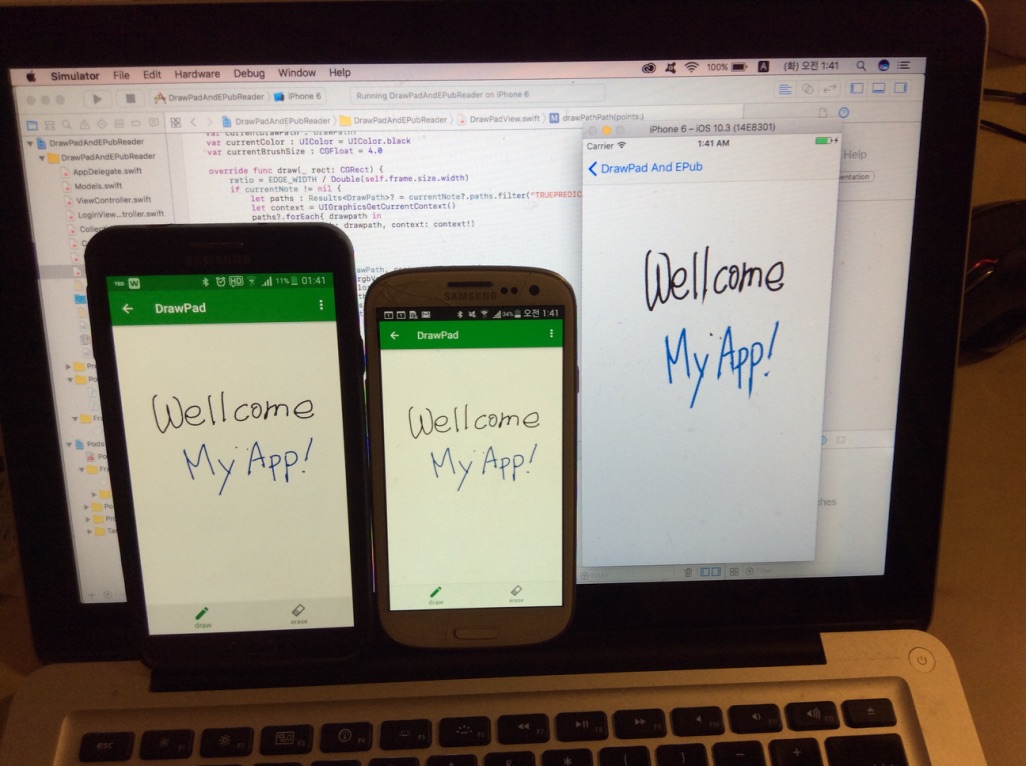 Simulator File Edit Hardware Debug Window Help 100% A (화) 오전 1:41
DrawPadAndEPubReader iPhone 6 Running DrawPadAndEPubReader on iPhone 6
DrawPadAndEPubReader DrawPadAndEPubReader DrawPadView.swift M drawPathPath(points:)
DrawPadAndEPubReader
DrawPadAndEPubReader
AppDelegate.swift
Models.swift
ViewController.swift
LoginView...troller.swift
var currentColor : UIColor = UIColor.black
var currentBrushSize : CGFloat = 4.0
override func draw(_ rect: CGRect) {
ratio = EDGE_WIDTH / Double(self.frame.size.width)
if currentNote != nil {
let paths : Results<DrawPath>? = currentNote?.paths.filter("TRUEPREDIC
let context = UIGraphicsGetCurrentContext()
paths?.forEach{ drawpath in
: drawpath, context: context!)
Pods
iPhone 6 – iOS 10.3 (14E8301)
Carrier 1:41 AM
DrawPad And EPub
Wellcome
My App!
Help
SAMSUNG
W HD 11% 01:41
DrawPad
Wellcome
My App!
draw erase
SAMSUNG
34% 오전 1:41
DrawPad
Wellcome
My App!
draw erase
esc